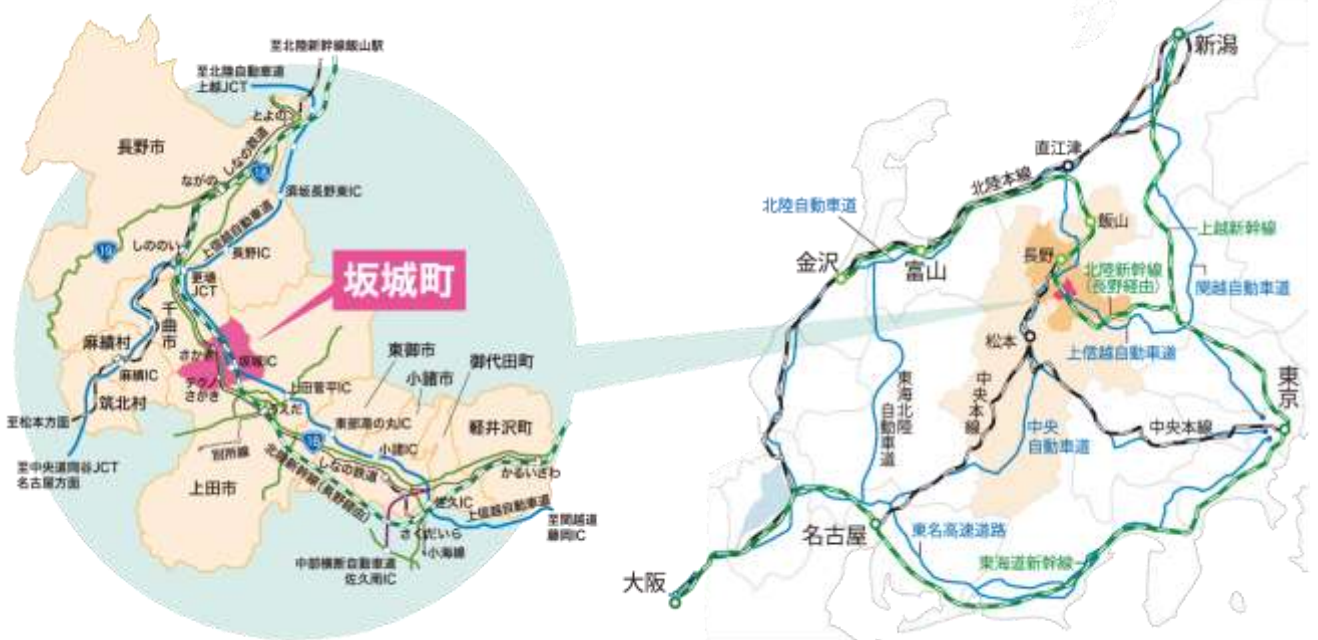 至北陸新幹線飯山駅
至北陸自動車道
上越JCT
とよの
長野市
しなの鉄道
18
ながの
須坂長野東IC
上信越自動車道
19
しののい
長野IC
更埴
JCT
坂城町
千曲市
麻績村
さかき
坂城IC
麻績IC
テクノ
さかき
筑北村
東御市
小諸市
御代田町
上田菅平IC
うえだ
東部湯の丸IC
軽井沢町
至松本方面
18
小諸IC
別所線
しなの鉄道
かるいざわ
至中央道岡谷JCT
名古屋方面
上田市
北陸新幹線(長野経由)
佐久IC
上信越自動車道
至関越道
藤岡IC
さくだいら
小海線
中部横断自動車道
佐久南IC
新潟
直江津
北陸本線
北陸自動車道
飯山
上越新幹線
長野
金沢
富山
北陸新幹線
(長野経由)
関越自動車道
松本
上信越自動車道
東海北陸
自動車道
中央本線
中央
自動車道
中央本線
東京
名古屋
東名高速道路
東海道新幹線
大阪